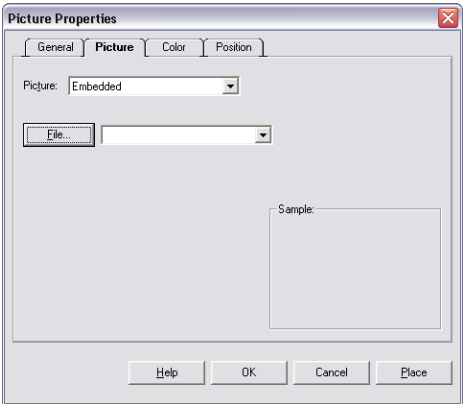 Picture Properties
General Picture Color Position
Picture: Embedded
File...
Sample:
Help OK Cancel Place